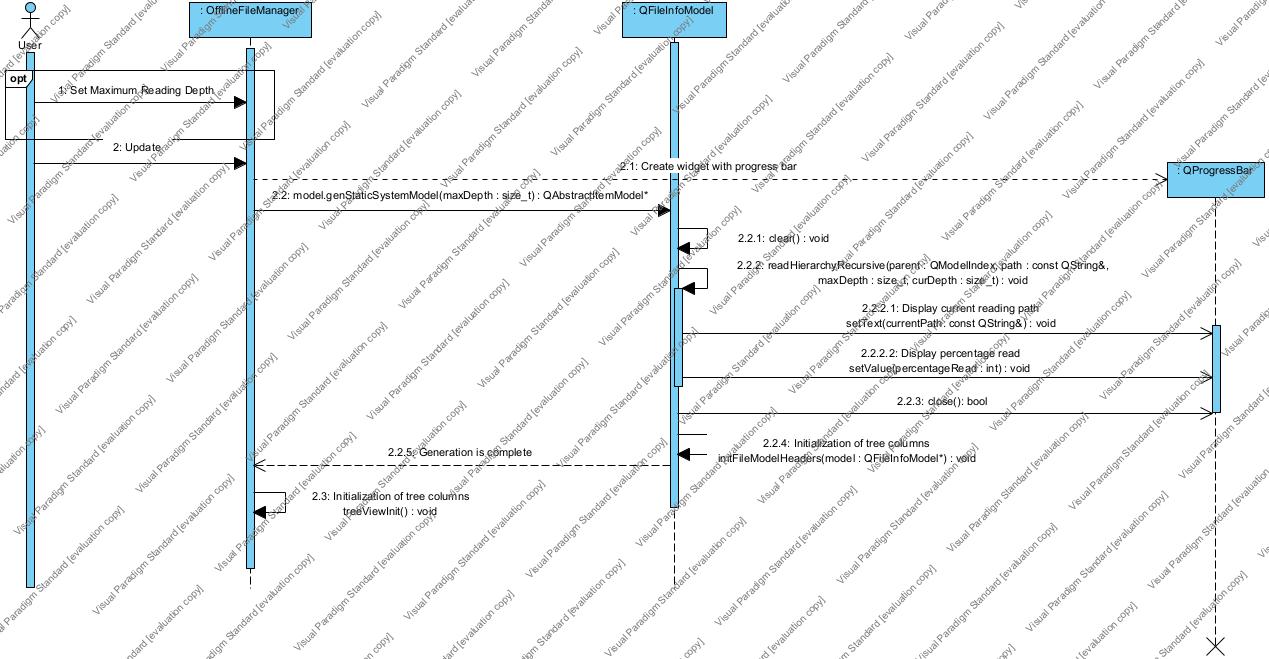 : OfflineFileManager
: QFileInfoModel
User
opt
1: Set Maximum Reading Depth
2: Update
2.1: Create widget with progress bar
: QProgressBar
2.2: model.genStaticSystemModel(maxDepth : size_t) : QAbstractItemModel*
2.2.1: clear() : void
2.2.2: readHierarchyRecursive(parent : QModelIndex, path : const QString&,
maxDepth : size_t, curDepth : size_t) : void
2.2.2.1: Display current reading path
setText(currentPath: const QString&) : void
2.2.2.2: Display percentage read
setValue(percentageRead : int) : void
2.2.3: close(): bool
2.2.4: Initialization of tree columns
initFileModelHeaders(model : QFileInfoModel*) : void
2.2.5: Generation is complete
2.3: Initialization of tree columns
treeViewInit() : void
Visual Paradigm Standard [evaluation copy]